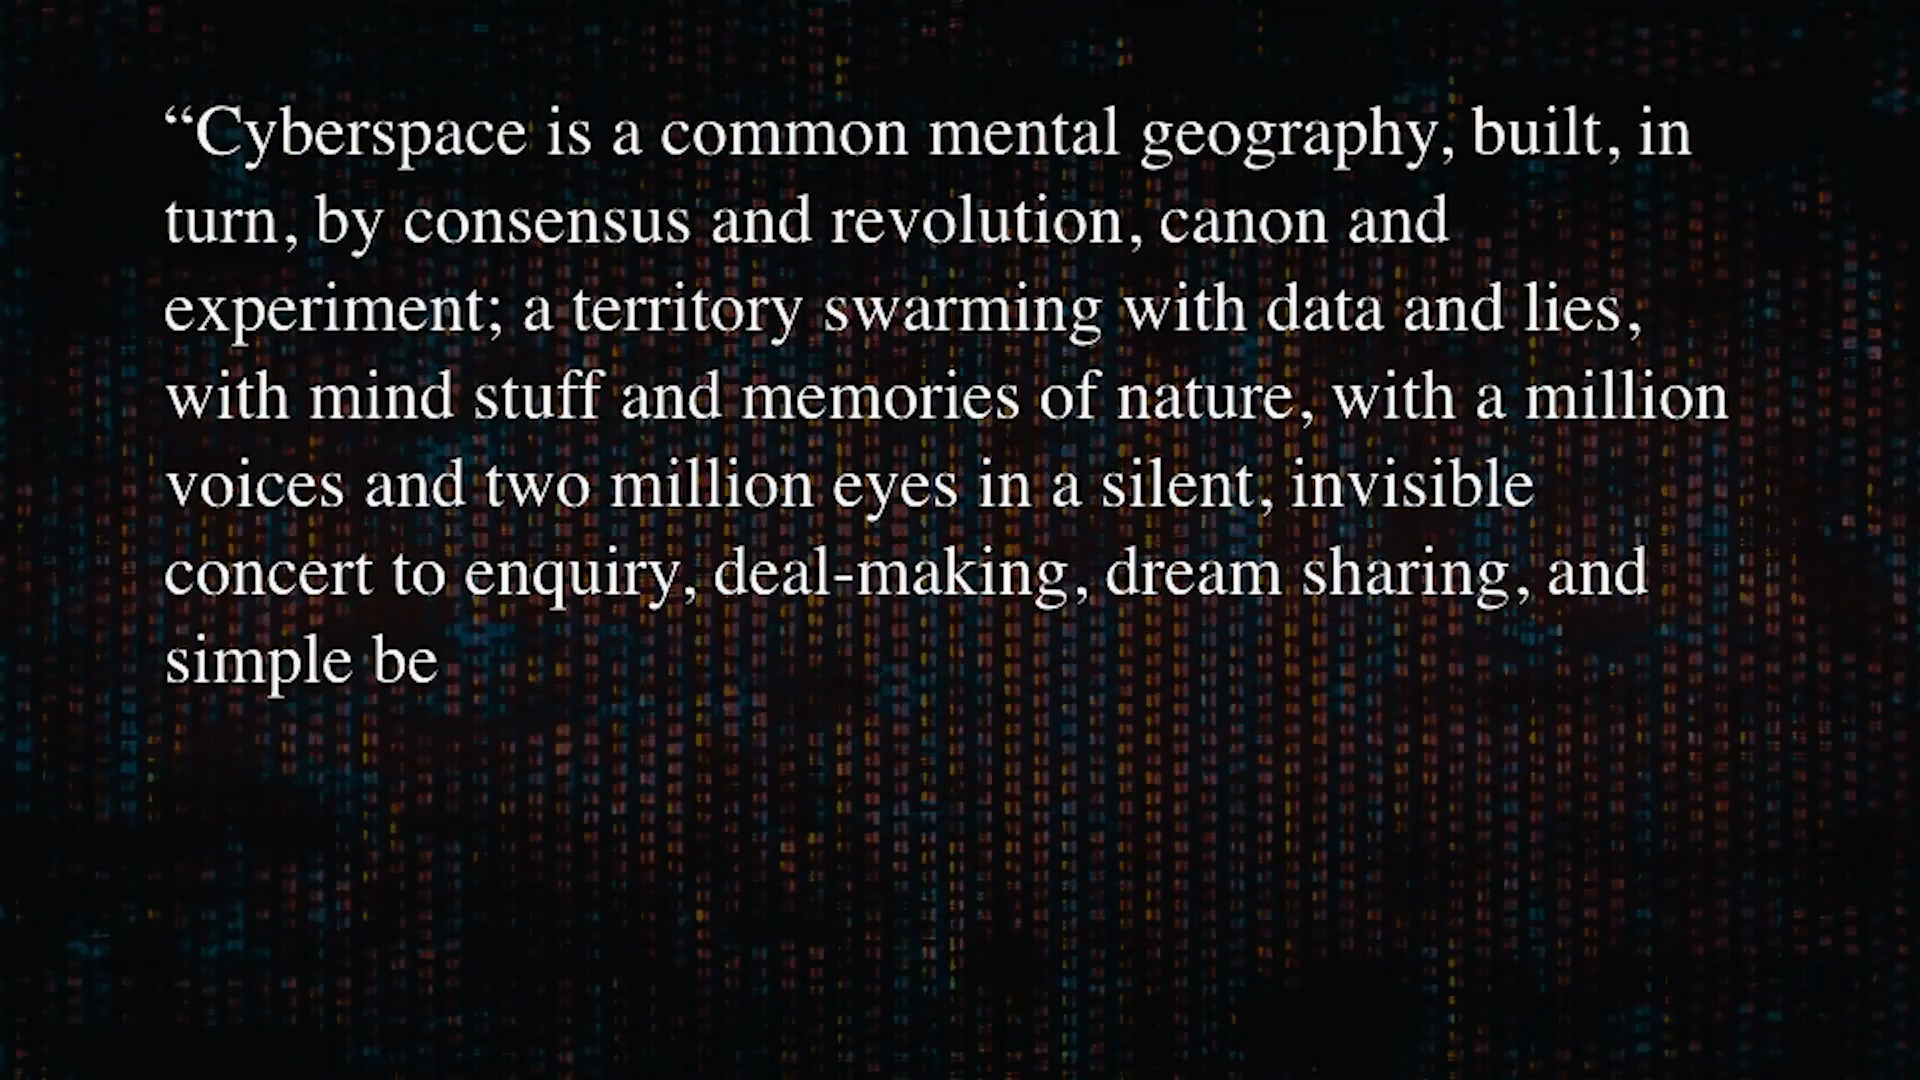 “Cyberspace is a common mental geography, built, in
turn, by consensus and revolution, canon and
experiment; a territory swarming with data and lies,
with mind stuff and memories of nature, with a million
voices and two million eyes in a silent, invisible
concert to enquiry, deal-making, dream sharing, and
simple be